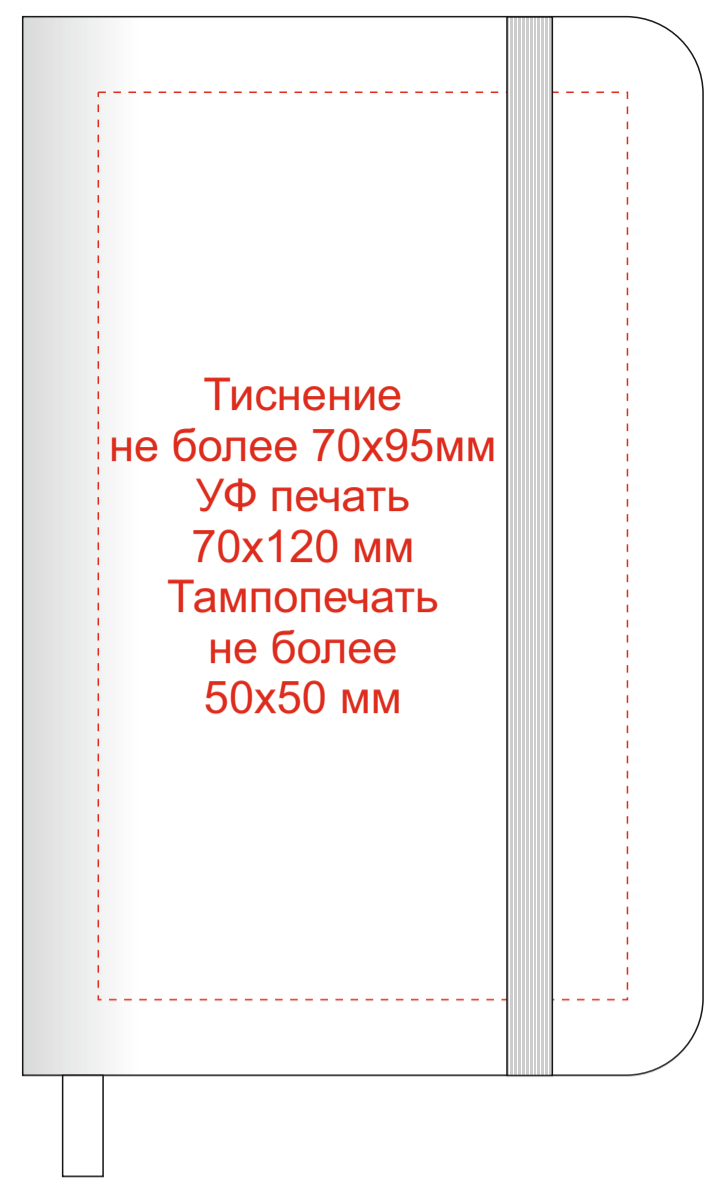 Тиснение
не более 70х95мм
УФ печать
70х120 мм
Тампопечать
не более
50х50 мм